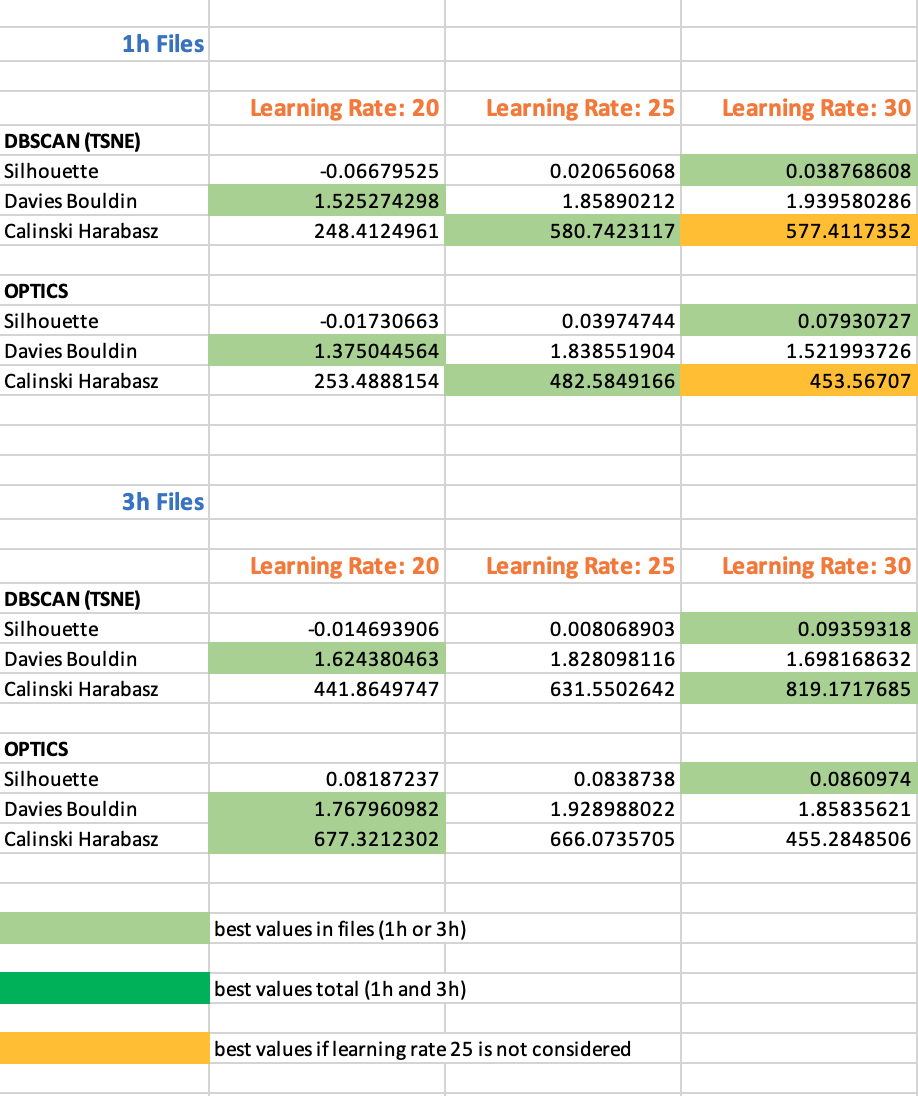 1h Files
Learning Rate: 20 Learning Rate: 25 Learning Rate: 30
DBSCAN (TSNE)
Silhouette -0.06679525 0.020656068 0.038768608
Davies Bouldin 1.525274298 1.85890212 1.939580286
Calinski Harabasz 248.4124961 580.7423117 577.4117352
OPTICS
Silhouette -0.01730663 0.03974744 0.07930727
Davies Bouldin 1.375044564 1.838551904 1.521993726
Calinski Harabasz 253.4888154 482.5849166 453.56707
3h Files
Learning Rate: 20 Learning Rate: 25 Learning Rate: 30
DBSCAN (TSNE)
Silhouette -0.014693906 0.008068903 0.09359318
Davies Bouldin 1.624380463 1.828098116 1.698168632
Calinski Harabasz 441.8649747 631.5502642 819.1717685
OPTICS
Silhouette 0.08187237 0.0838738 0.0860974
Davies Bouldin 1.767960982 1.928988022 1.85835621
Calinski Harabasz 677.3212302 666.0735705 455.2848506
best values in files (1h or 3h)
best values total (1h and 3h)
best values if learning rate 25 is not considered